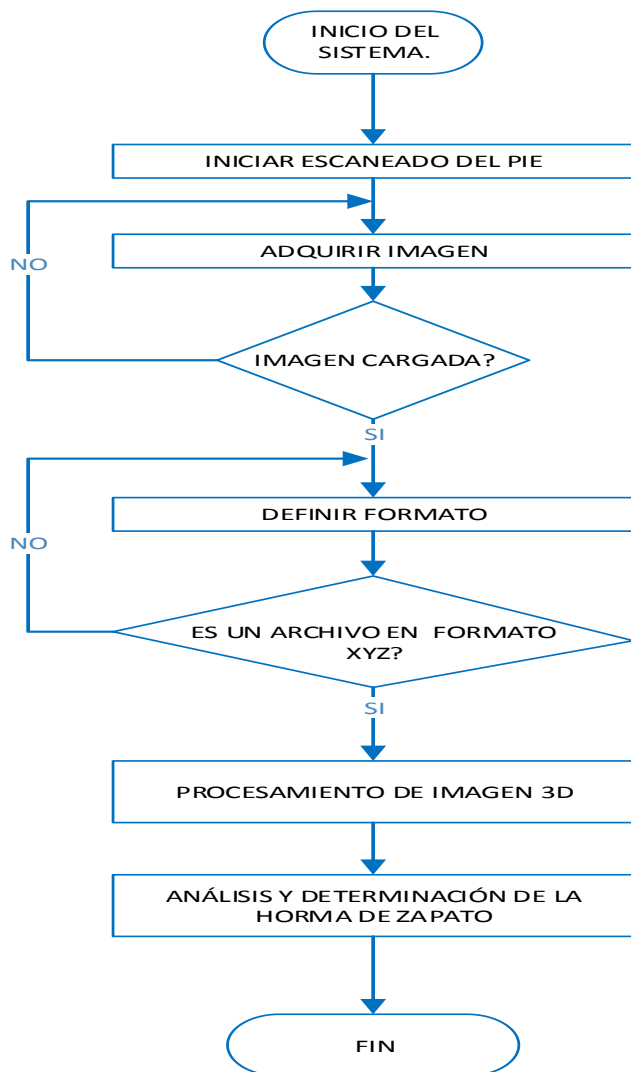 INICIO DEL
SISTEMA.
INICIAR ESCANEADO DEL PIE
ADQUIRIR IMAGEN
NO
IMAGEN CARGADA?
SI
DEFINIR FORMATO
NO
ES UN ARCHIVO EN FORMATO
XYZ?
SI
PROCESAMIENTO DE IMAGEN 3D
ANÁLISIS Y DETERMINACIÓN DE LA
HORMA DE ZAPATO
FIN